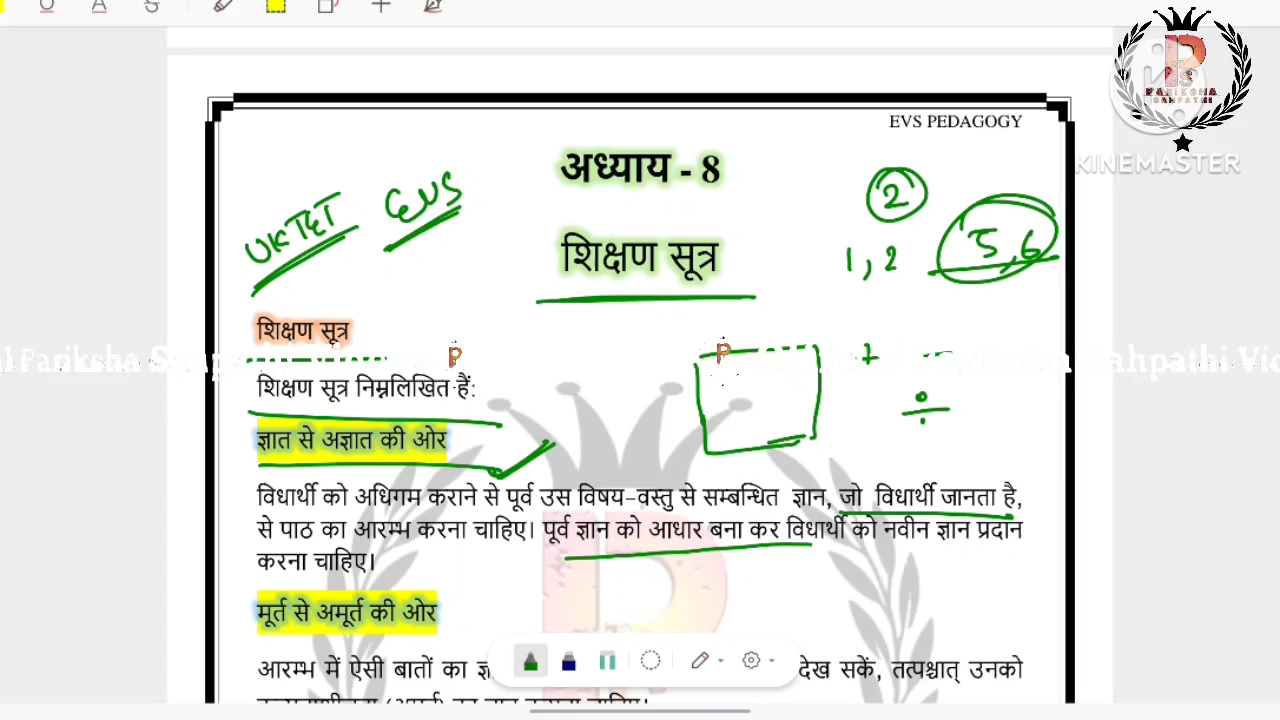 EVS PEDAGOGY
अध्याय - 8
UKTET EVS
2
शिक्षण सूत्र
1, 2 5, 6
शिक्षण सूत्र
शिक्षण सूत्र निम्नलिखित हैं:
+
÷
ज्ञात से अज्ञात की ओर
विधार्थी को अधिगम कराने से पूर्व उस विषय-वस्तु से सम्बन्धित ज्ञान, जो विधार्थी जानता है,
से पाठ का आरम्भ करना चाहिए। पूर्व ज्ञान को आधार बना कर विधार्थी को नवीन ज्ञान प्रदान
करना चाहिए।
मूर्त से अमूर्त की ओर
आरम्भ में ऐसी बातों का देख सकें, तत्पश्चात् उनको
PARIKSHA
SAHPATHI
KINEMASTER